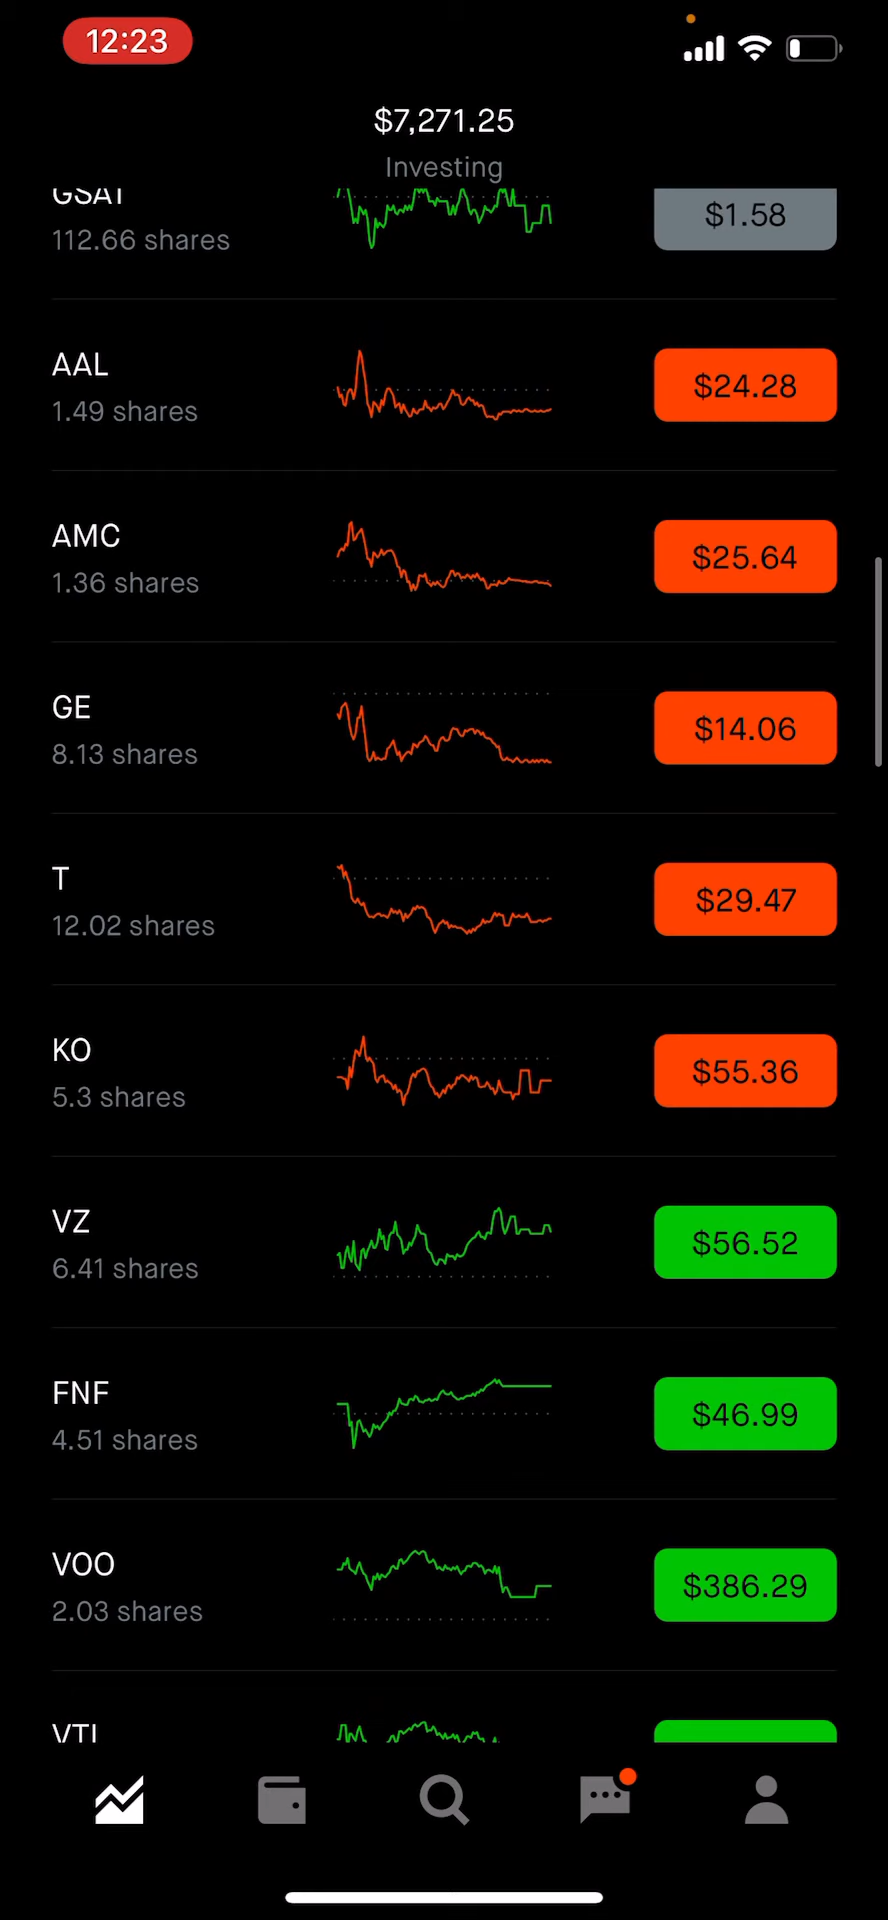 12:23
$7,271.25
Investing
GSAT
$1.58
112.66 shares
AAL
$24.28
1.49 shares
AMC
$25.64
1.36 shares
GE
$14.06
8.13 shares
T
$29.47
12.02 shares
KO
$55.36
5.3 shares
VZ
$56.52
6.41 shares
FNF
$46.99
4.51 shares
VOO
$386.29
2.03 shares
VTI